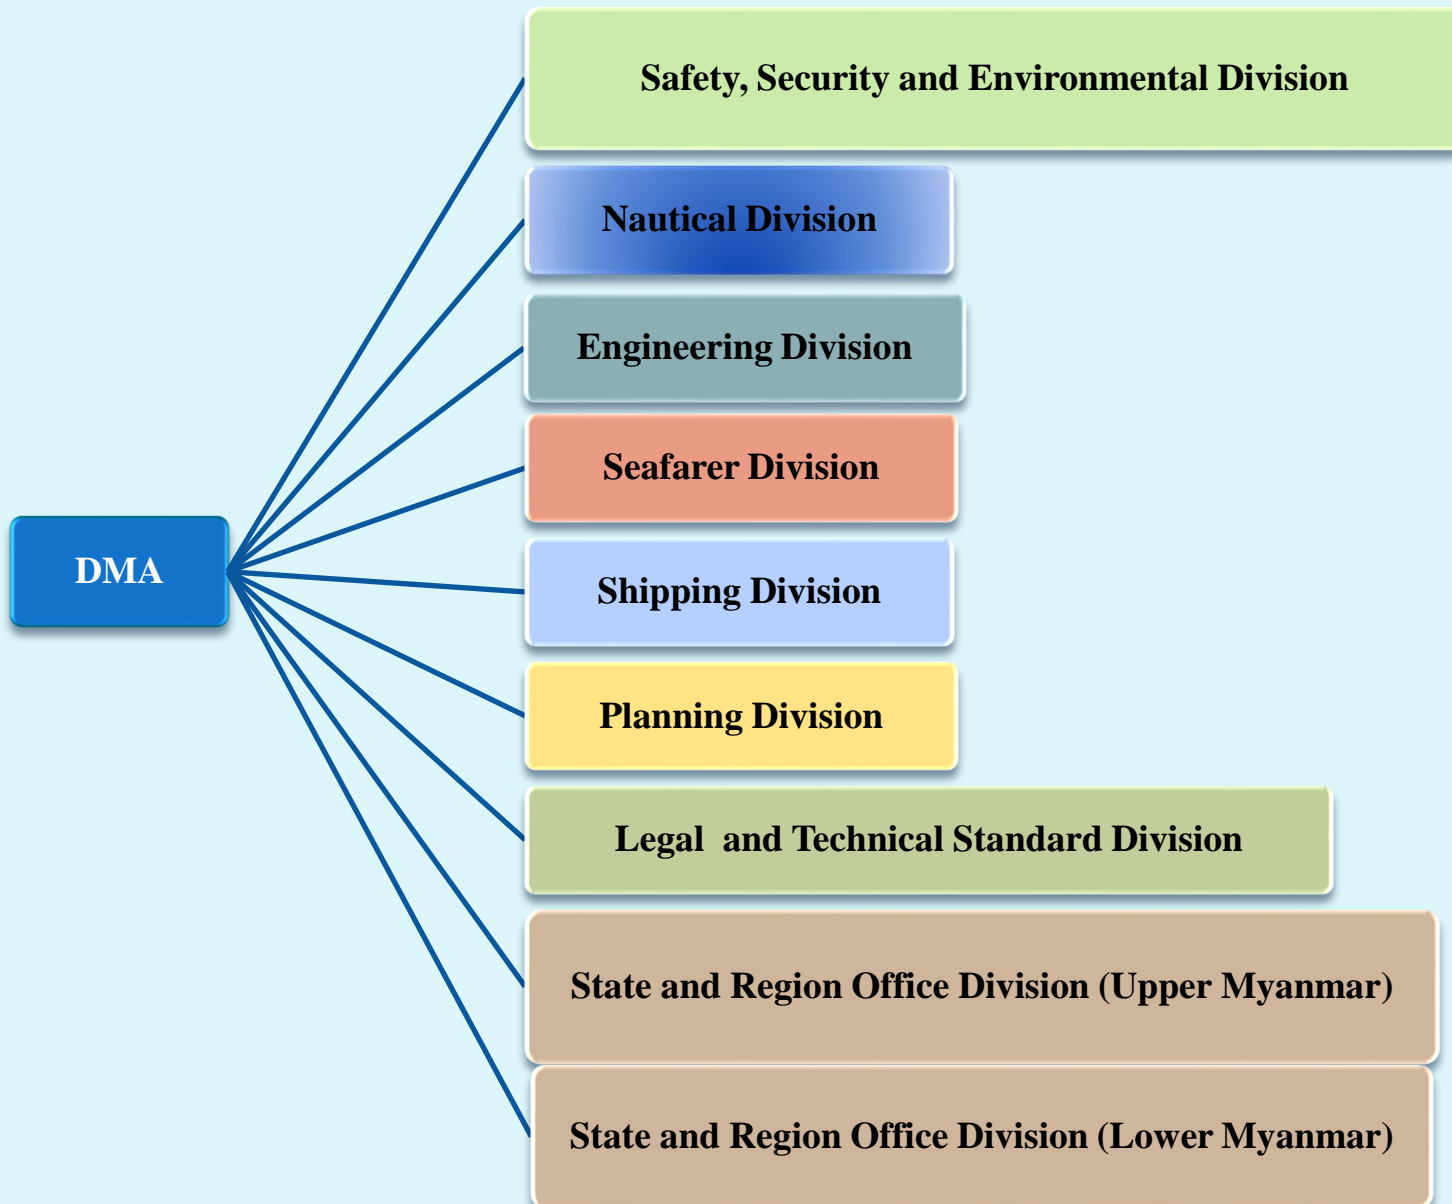 Safety, Security and Environmental Division
Nautical Division
Engineering Division
Seafarer Division
DMA
Shipping Division
Planning Division
Legal  and Technical Standard Division
State and Region Office Division (Upper Myanmar)
State and Region Office Division (Lower Myanmar)